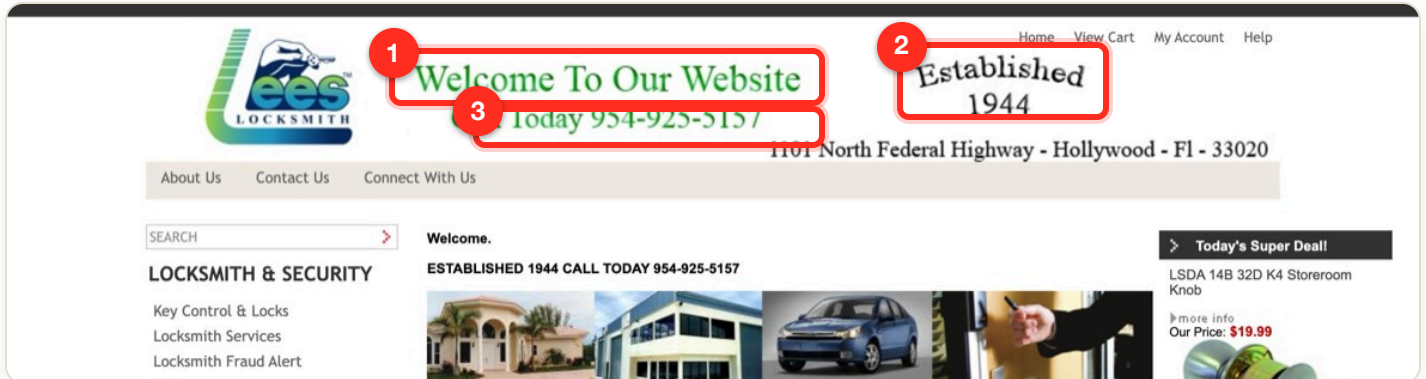 Home View Cart My Account Help
1
Welcome To Our Website
2
Established
1944
Lees
TM
LOCKSMITH
3
Today 954-925-5157
1101 North Federal Highway - Hollywood - Fl - 33020
About Us Contact Us Connect With Us
SEARCH
LOCKSMITH & SECURITY
Key Control & Locks
Locksmith Services
Locksmith Fraud Alert
Welcome.
ESTABLISHED 1944 CALL TODAY 954-925-5157
Today's Super Deal!
LSDA 14B 32D K4 Storeroom
Knob
more info
Our Price: $19.99